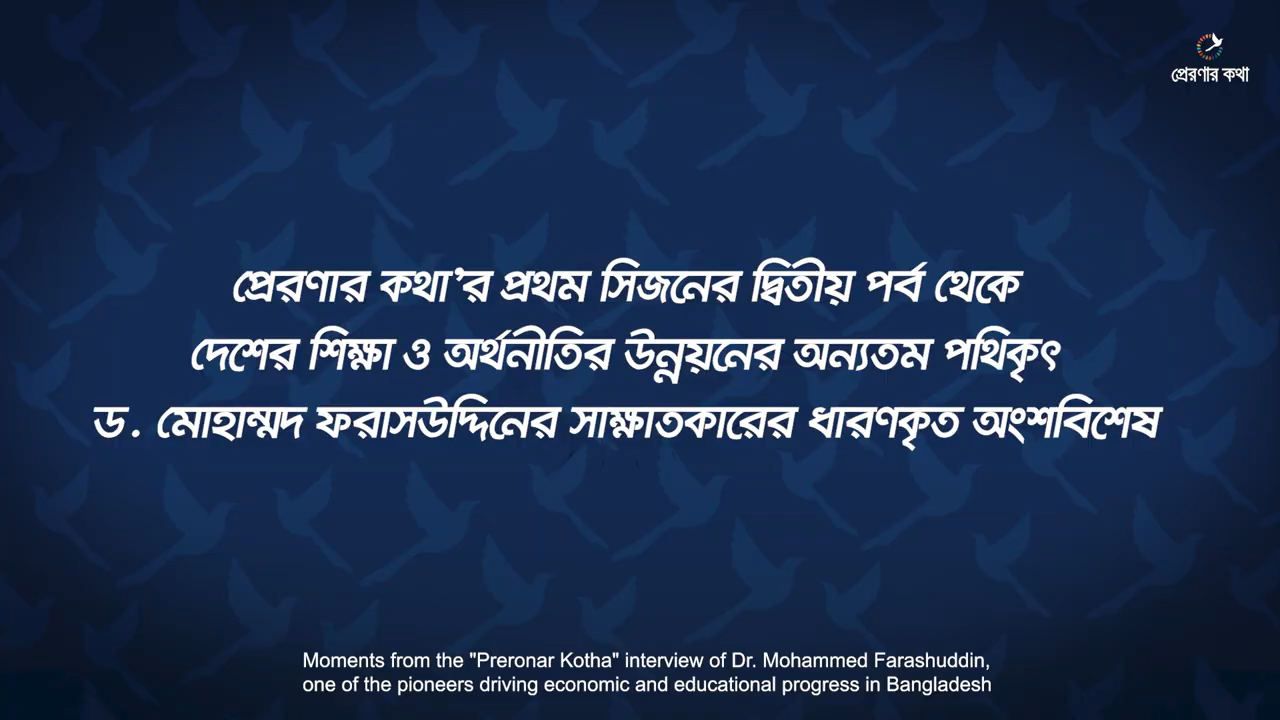 প্রেরণার কথা
প্রেরণার কথা’র প্রথম সিজনের দ্বিতীয় পর্ব থেকে
দেশের শিক্ষা ও অর্থনীতির উন্নয়নের অন্যতম পথিকৃৎ
ড. মোহাম্মদ ফরাসউদ্দিনের সাক্ষাতকারের ধারণকৃত অংশবিশেষ
Moments from the "Preronar Kotha" interview of Dr. Mohammed Farashuddin,
one of the pioneers driving economic and educational progress in Bangladesh